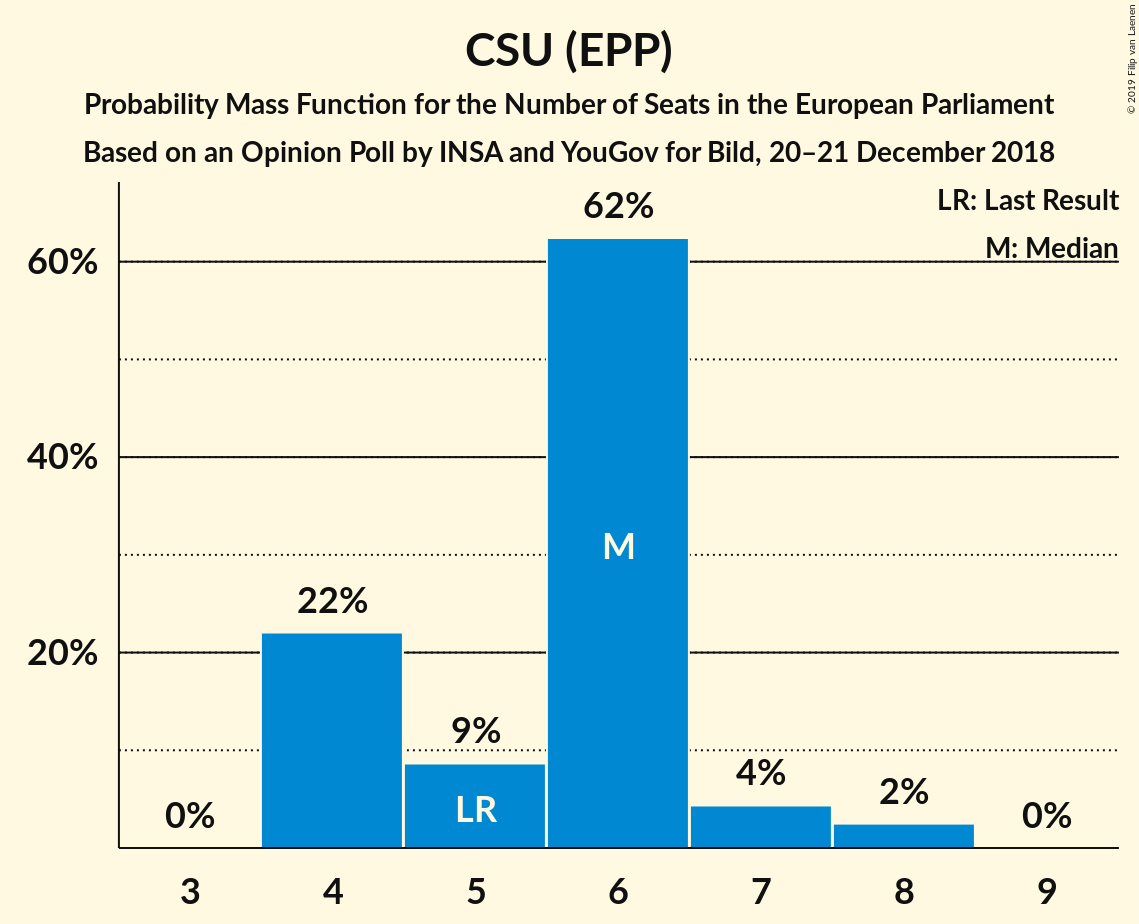 CSU (EPP)
Probability Mass Function for the Number of Seats in the European Parliament
Based on an Opinion Poll by INSA and YouGov for Bild, 20–21 December 2018
© 2019 Filip van Laenen
LR: Last Result
M: Median
62%
60%
40%
M
22%
20%
9%
LR
4%
2%
0%
0%
3 4 5 6 7 8 9